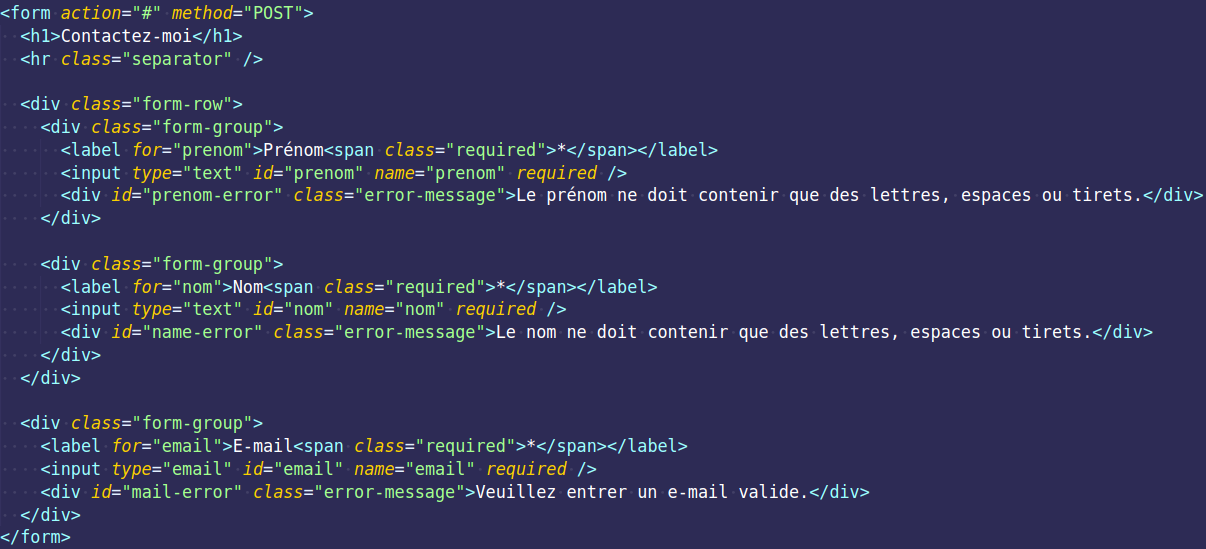 <form action="#" method="POST">
  <h1>Contactez-moi</h1>
  <hr class="separator" />

  <div class="form-row">
    <div class="form-group">
      <label for="prenom">Prénom<span class="required">*</span></label>
      <input type="text" id="prenom" name="prenom" required />
      <div id="prenom-error" class="error-message">Le prénom ne doit contenir que des lettres, espaces ou tirets.</div>
    </div>

    <div class="form-group">
      <label for="nom">Nom<span class="required">*</span></label>
      <input type="text" id="nom" name="nom" required />
      <div id="name-error" class="error-message">Le nom ne doit contenir que des lettres, espaces ou tirets.</div>
    </div>
  </div>

  <div class="form-group">
    <label for="email">E-mail<span class="required">*</span></label>
    <input type="email" id="email" name="email" required />
    <div id="mail-error" class="error-message">Veuillez entrer un e-mail valide.</div>
  </div>
</form>